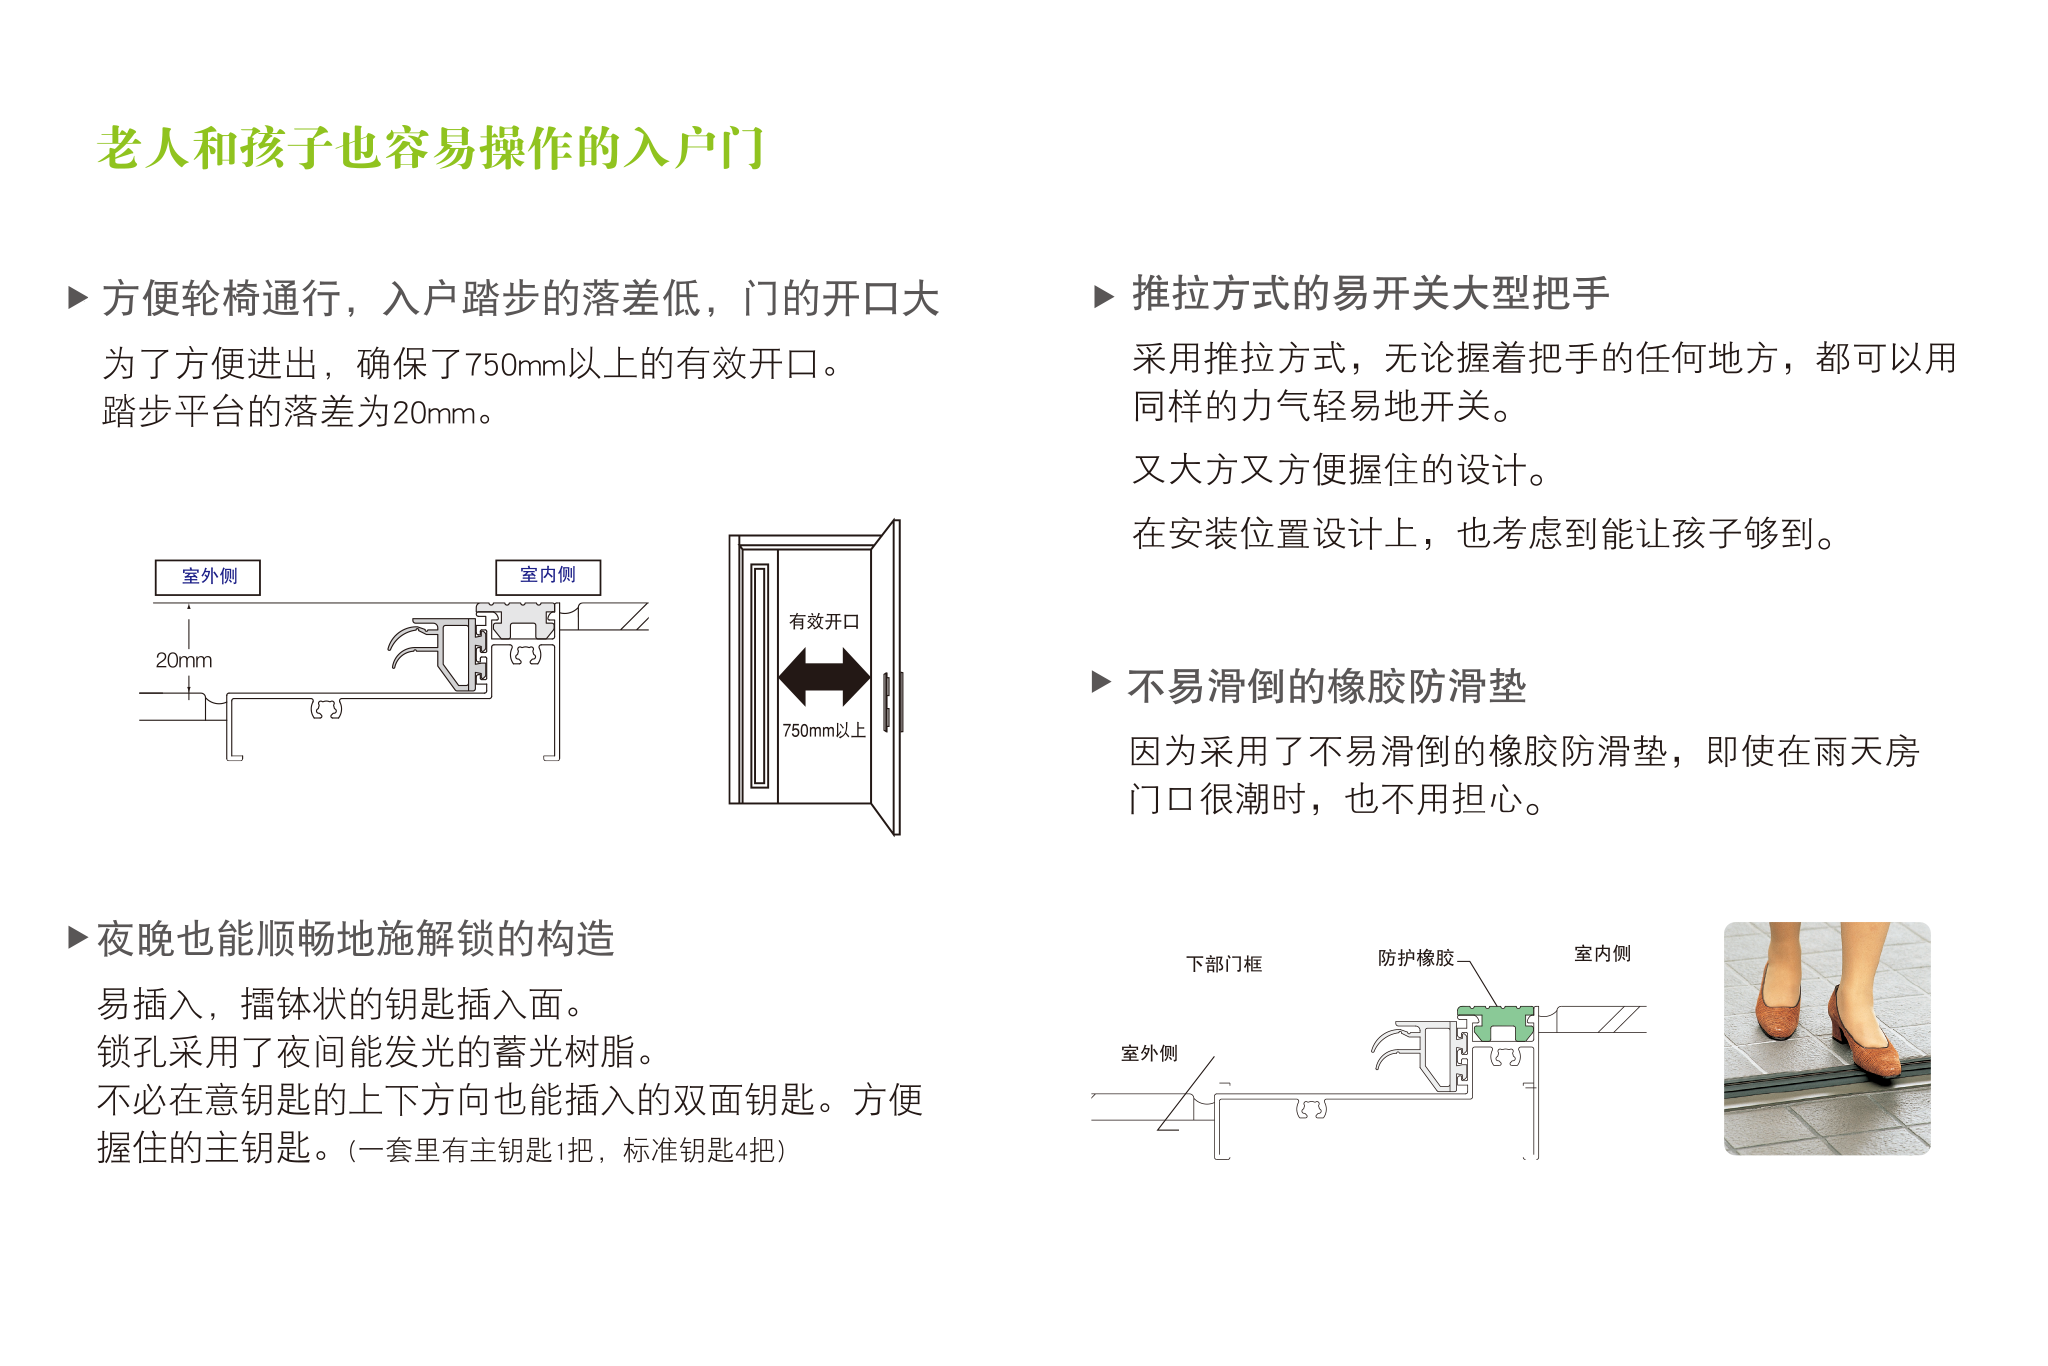 老人和孩子也容易操作的入户门
方便轮椅通行，入户踏步的落差低，门的开口大
为了方便进出，确保了750mm以上的有效开口。
踏步平台的落差为20mm。
室外侧
室内侧
20mm
有效开口
750mm以上
夜晚也能顺畅地施解锁的构造
易插入，擂钵状的钥匙插入面。
锁孔采用了夜间能发光的蓄光树脂。
不必在意钥匙的上下方向也能插入的双面钥匙。方便
握住的主钥匙。(一套里有主钥匙1把，标准钥匙4把)
推拉方式的易开关大型把手
采用推拉方式，无论握着把手的任何地方，都可以用
同样的力气轻易地开关。
又大方又方便握住的设计。
在安装位置设计上，也考虑到能让孩子够到。
不易滑倒的橡胶防滑垫
因为采用了不易滑倒的橡胶防滑垫，即使在雨天房
门口很潮时，也不用担心。
下部门框
防护橡胶
室内侧
室外侧